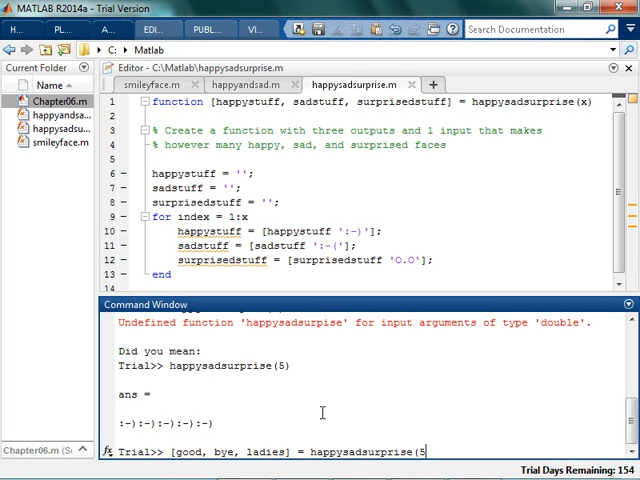 MATLAB R2014a - Trial Version
H... PL... A... EDI... PUBL... VI...
Search Documentation
C: Matlab
Current Folder
Editor - C:\Matlab\happysadsurprise.m
Name
smileyface.m happyandsad.m happysadsurprise.m
Chapter06.m
happyandsa...
happysadsu...
smileyface.m
1 function [happystuff, sadstuff, surprisedstuff] = happysadsurprise(x)
2
3 % Create a function with three outputs and 1 input that makes
4 % however many happy, sad, and surprised faces
5
6 happystuff = '';
7 sadstuff = '';
8 surprisedstuff = '';
9 for index = 1:x
10 happystuff = [happystuff ':-)'];
11 sadstuff = [sadstuff ':-('];
12 surprisedstuff = [surprisedstuff 'O.O'];
13 end
14
Command Window
Undefined function 'happysadsurpise' for input arguments of type 'double'.
Did you mean:
Trial>> happysadsurprise(5)
ans =
:-):-):-):-):-)
fx Trial>> [good, bye, ladies] = happysadsurprise(5
Chapter06.m (Sc...
Trial Days Remaining: 154